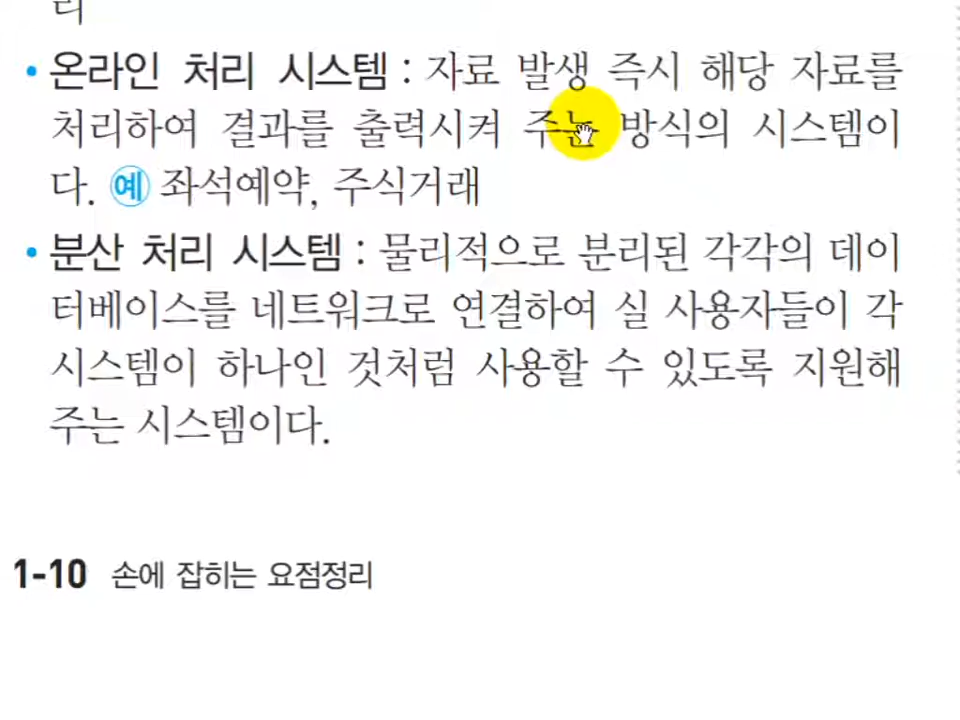 리
• 온라인 처리 시스템 : 자료 발생 즉시 해당 자료를
처리하여 결과를 출력시켜 주는 방식의 시스템이
다. 예 좌석예약, 주식거래
• 분산 처리 시스템 : 물리적으로 분리된 각각의 데이
터베이스를 네트워크로 연결하여 실 사용자들이 각
시스템이 하나인 것처럼 사용할 수 있도록 지원해
주는 시스템이다.
1-10 손에 잡히는 요점정리